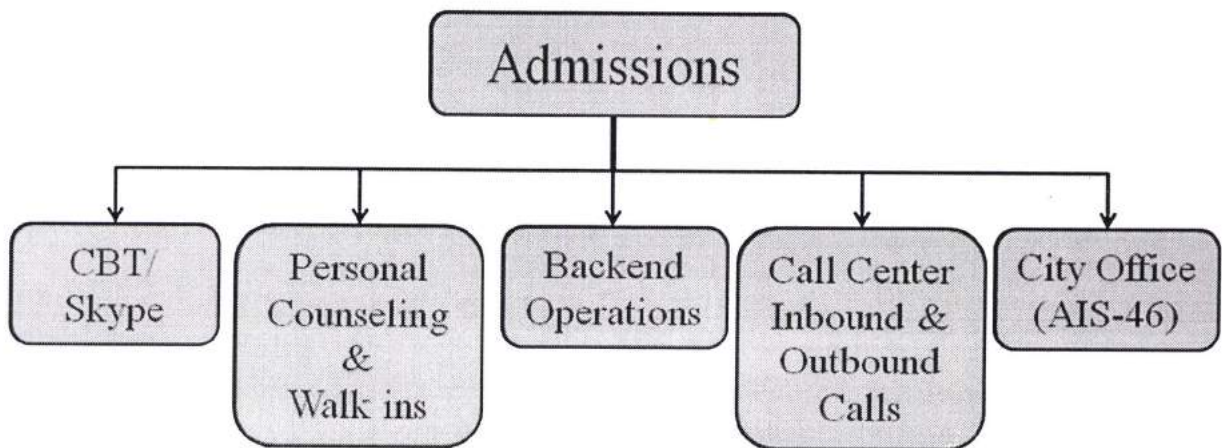 Admissions
CBT/
Skype
Personal
Counseling
&
Walk ins
Backend
Operations
Call Center
Inbound &
Outbound
Calls
City Office
(AIS-46)